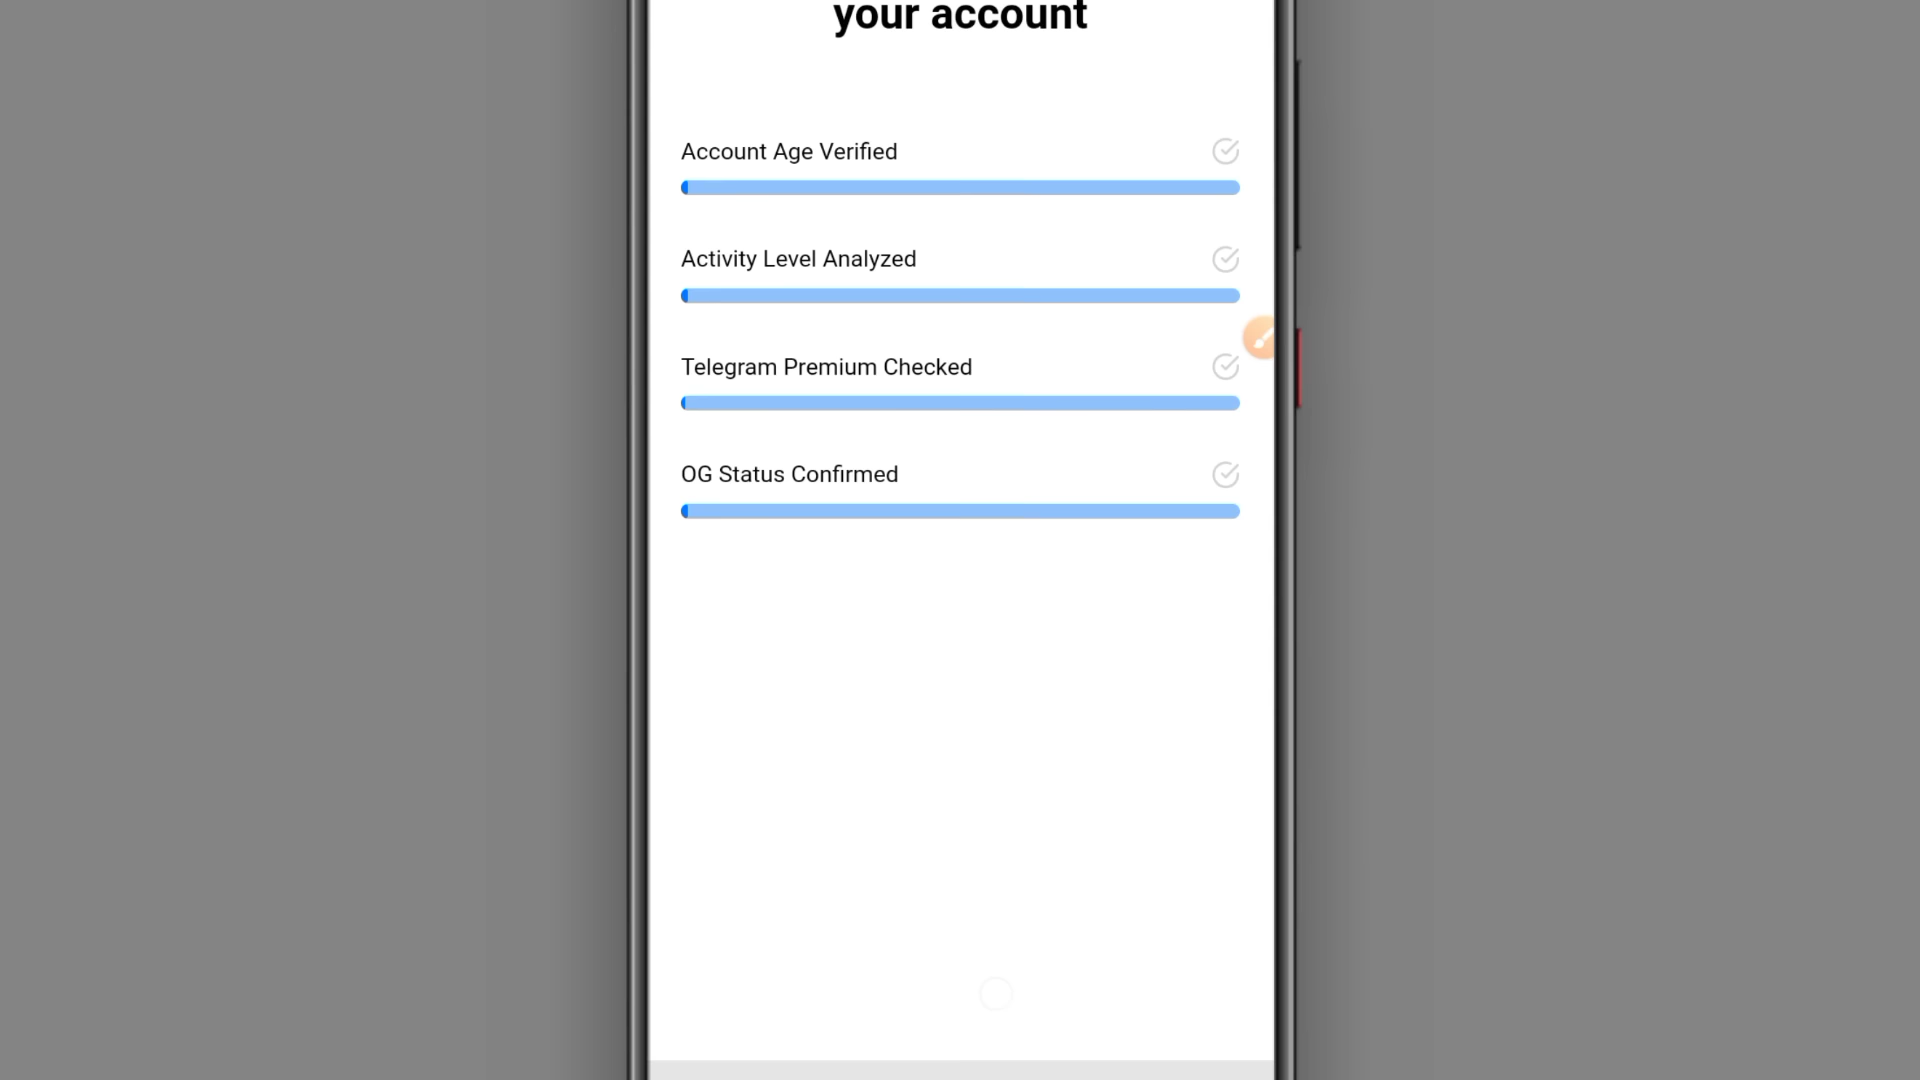 your account
Account Age Verified
Activity Level Analyzed
Telegram Premium Checked
OG Status Confirmed